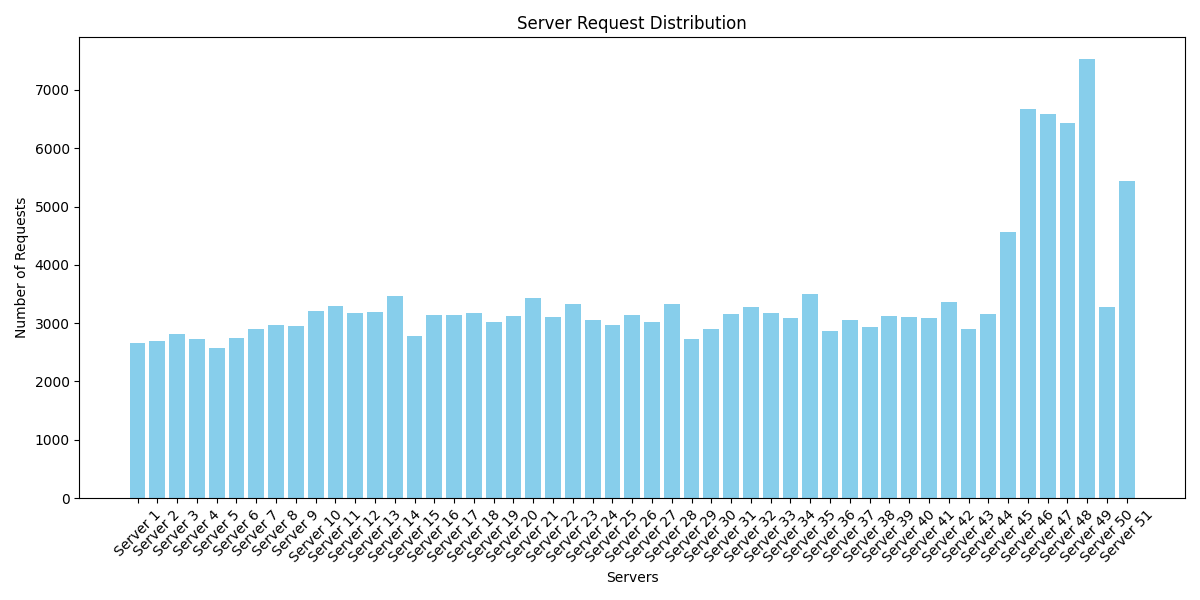 Server Request Distribution
Number of Requests
7000
6000
5000
4000
3000
2000
1000
0
Server 1
Server 2
Server 3
Server 4
Server 5
Server 6
Server 7
Server 8
Server 9
Server 10
Server 11
Server 12
Server 13
Server 14
Server 15
Server 16
Server 17
Server 18
Server 19
Server 20
Server 21
Server 22
Server 23
Server 24
Server 25
Server 26
Server 27
Server 28
Server 29
Server 30
Server 31
Server 32
Server 33
Server 34
Server 35
Server 36
Server 37
Server 38
Server 39
Server 40
Server 41
Server 42
Server 43
Server 44
Server 45
Server 46
Server 47
Server 48
Server 49
Server 50
Server 51
Servers